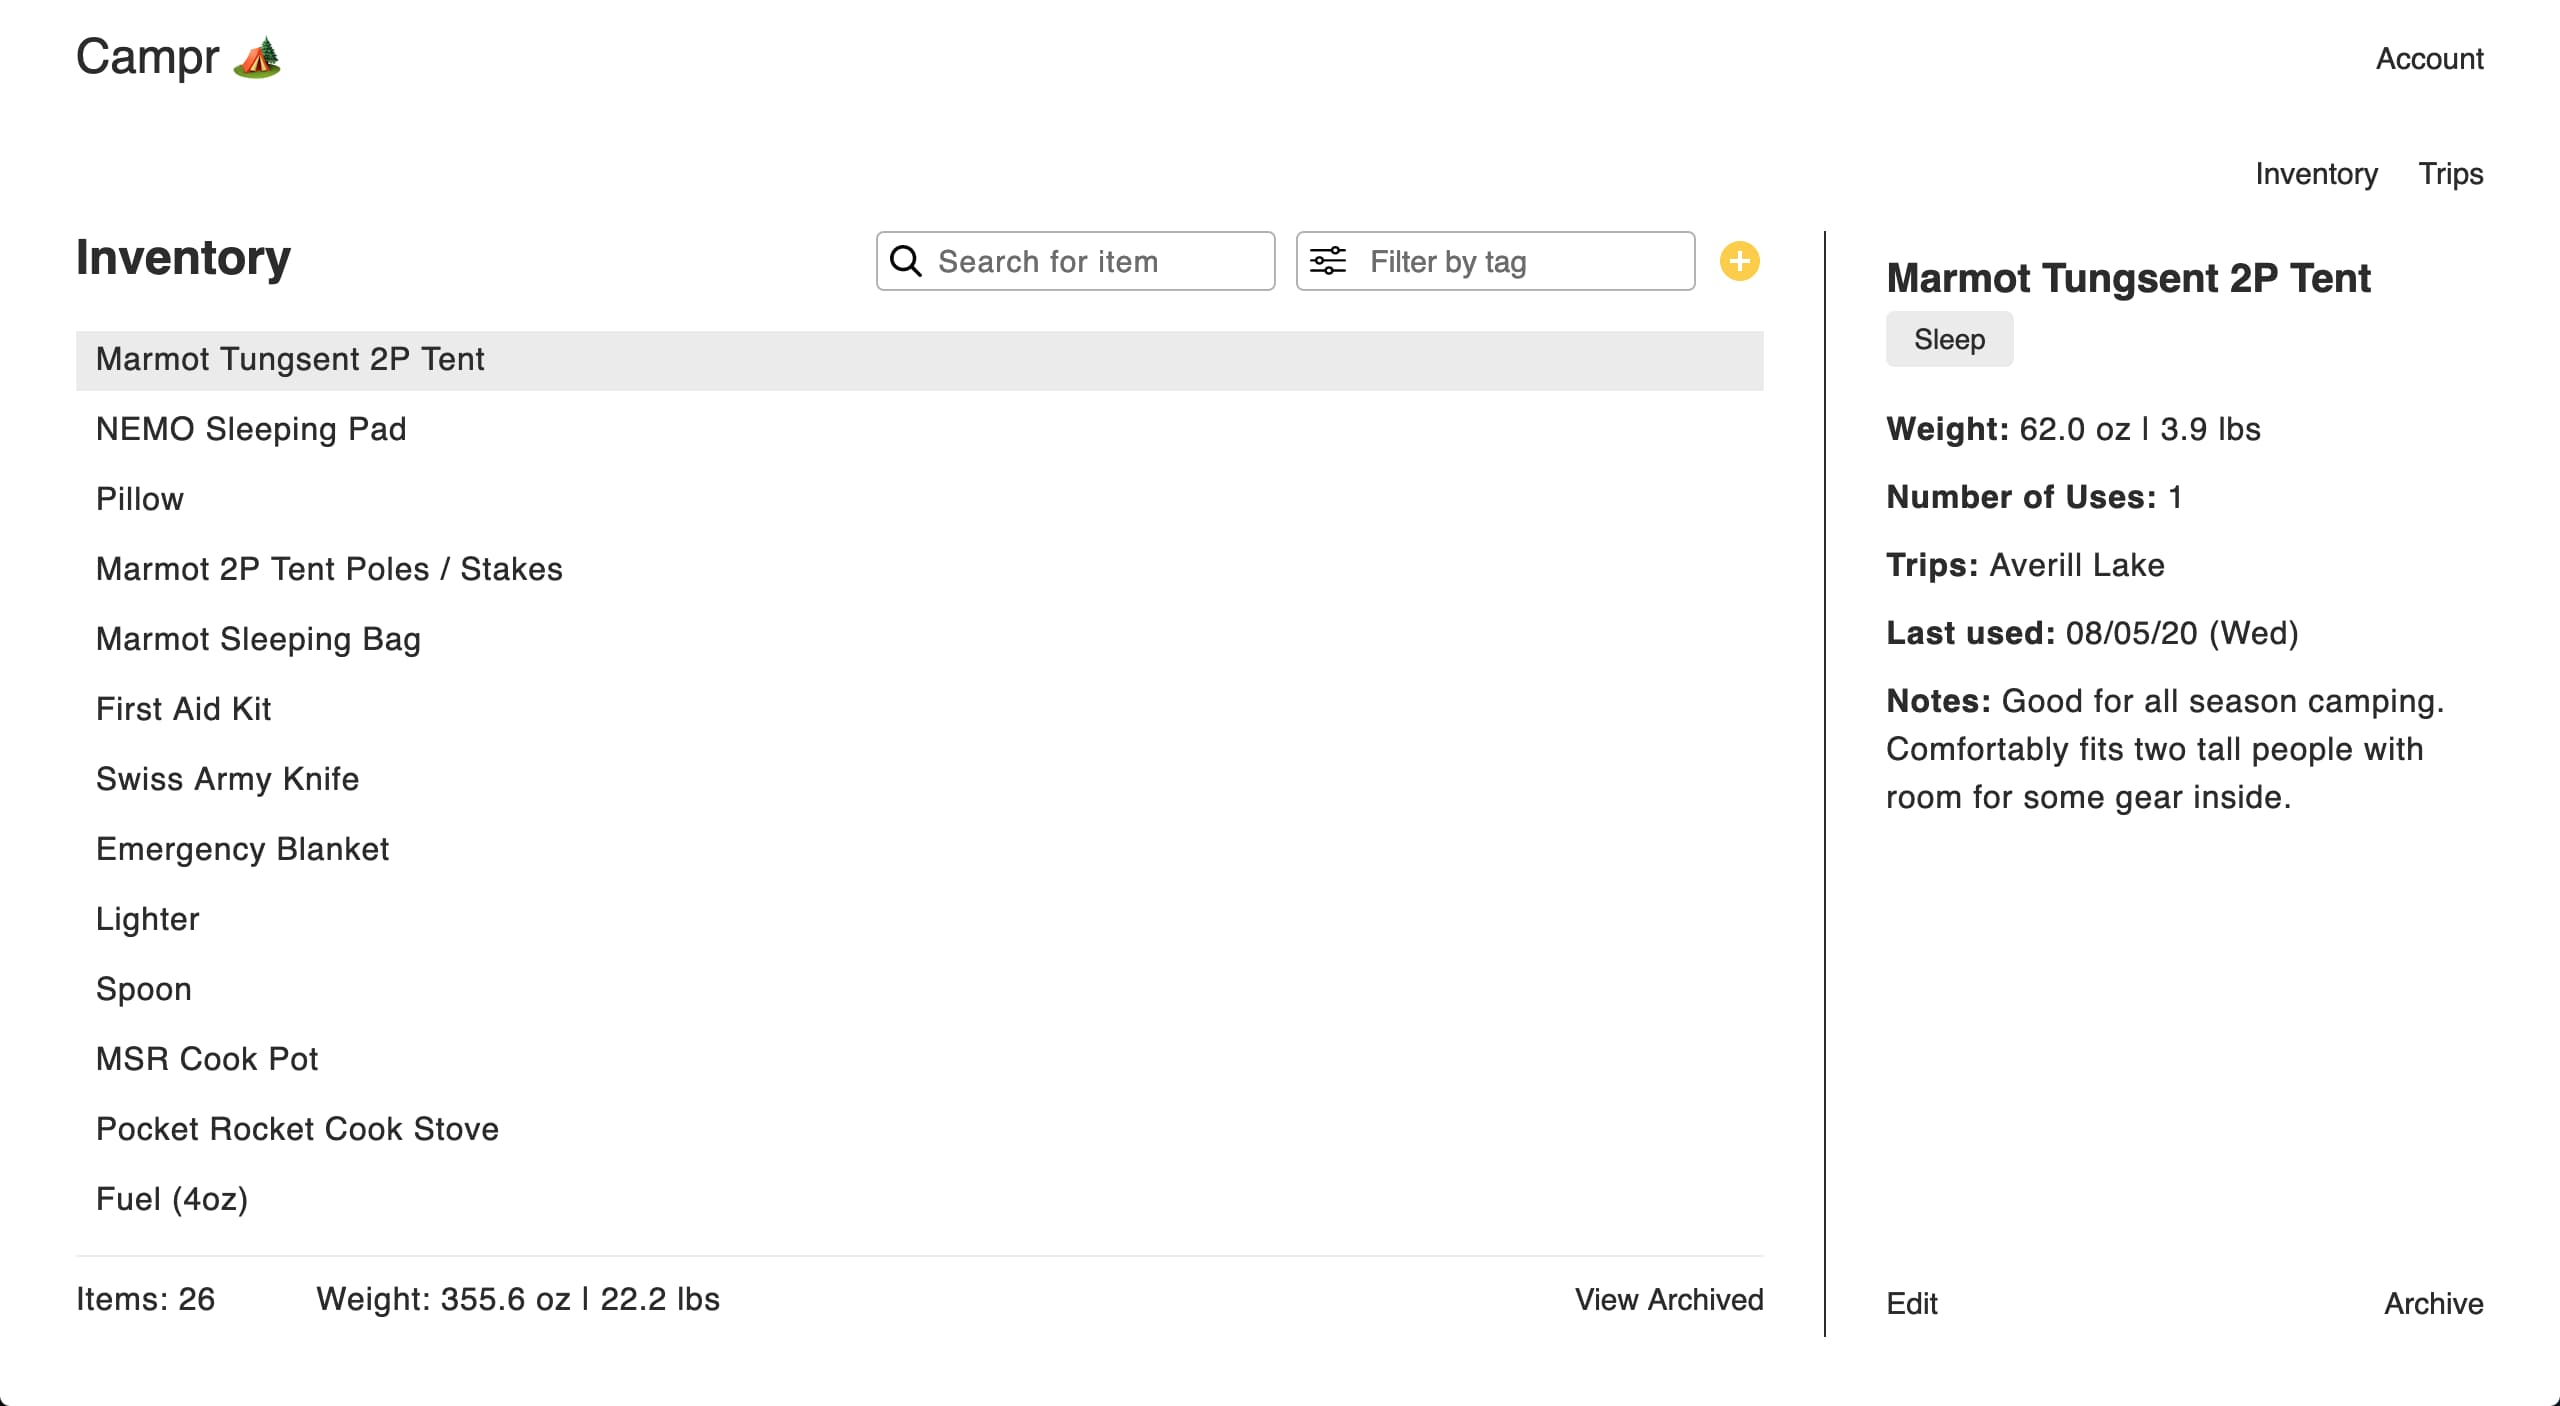 Campr
Account
Inventory Trips
Inventory
Search for item
Filter by tag
Marmot Tungsent 2P Tent
NEMO Sleeping Pad
Pillow
Marmot 2P Tent Poles / Stakes
Marmot Sleeping Bag
First Aid Kit
Swiss Army Knife
Emergency Blanket
Lighter
Spoon
MSR Cook Pot
Pocket Rocket Cook Stove
Fuel (4oz)
Items: 26 Weight: 355.6 oz | 22.2 lbs View Archived
Marmot Tungsent 2P Tent
Sleep
Weight: 62.0 oz | 3.9 lbs
Number of Uses: 1
Trips: Averill Lake
Last used: 08/05/20 (Wed)
Notes: Good for all season camping.
Comfortably fits two tall people with
room for some gear inside.
Edit Archive